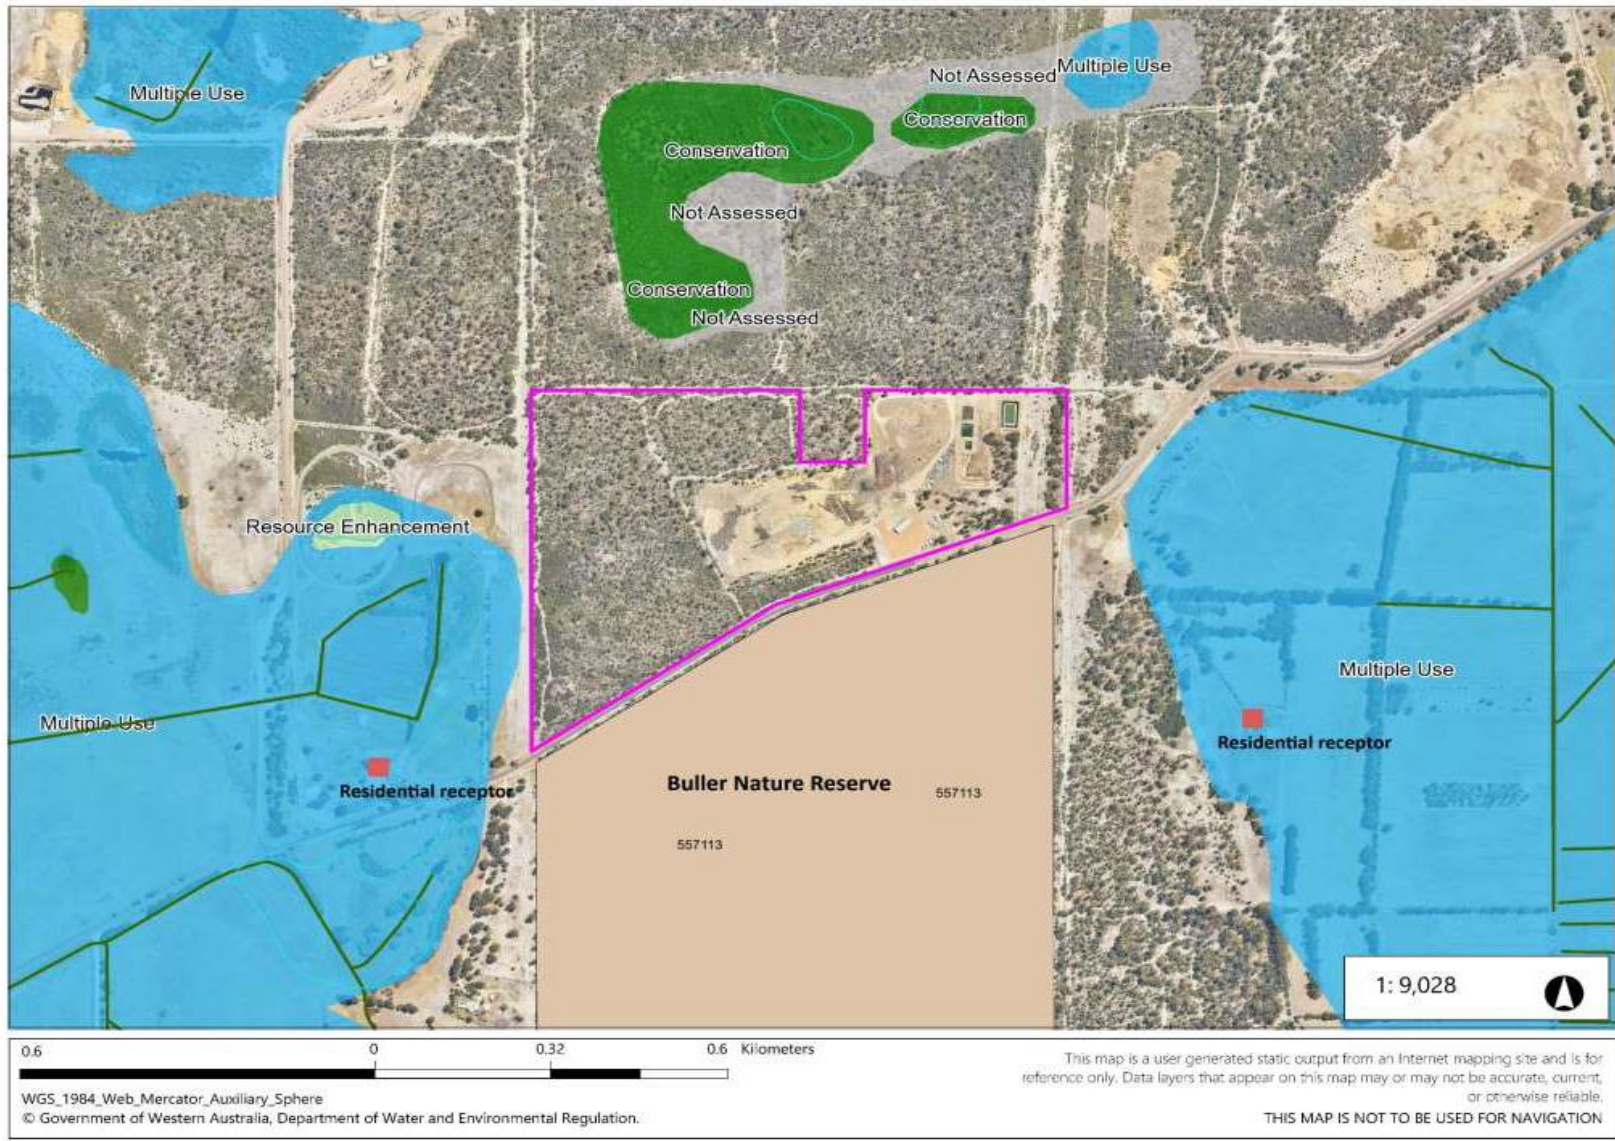 Multiple Use
Not Assessed
Multiple Use
Conservation
Conservation
Not Assessed
Conservation
Not Assessed
Resource Enhancement
Multiple Use
Multiple Use
Residential receptor
Residential receptor
Buller Nature Reserve
557113
557113
1: 9,028
0.6
0
0.32
0.6 Kilometers
WGS_1984_Web_Mercator_Auxiliary_Sphere
© Government of Western Australia, Department of Water and Environmental Regulation.
This map is a user generated static output from an Internet mapping site and is for
reference only. Data layers that appear on this map may or may not be accurate, current,
or otherwise reliable.
THIS MAP IS NOT TO BE USED FOR NAVIGATION